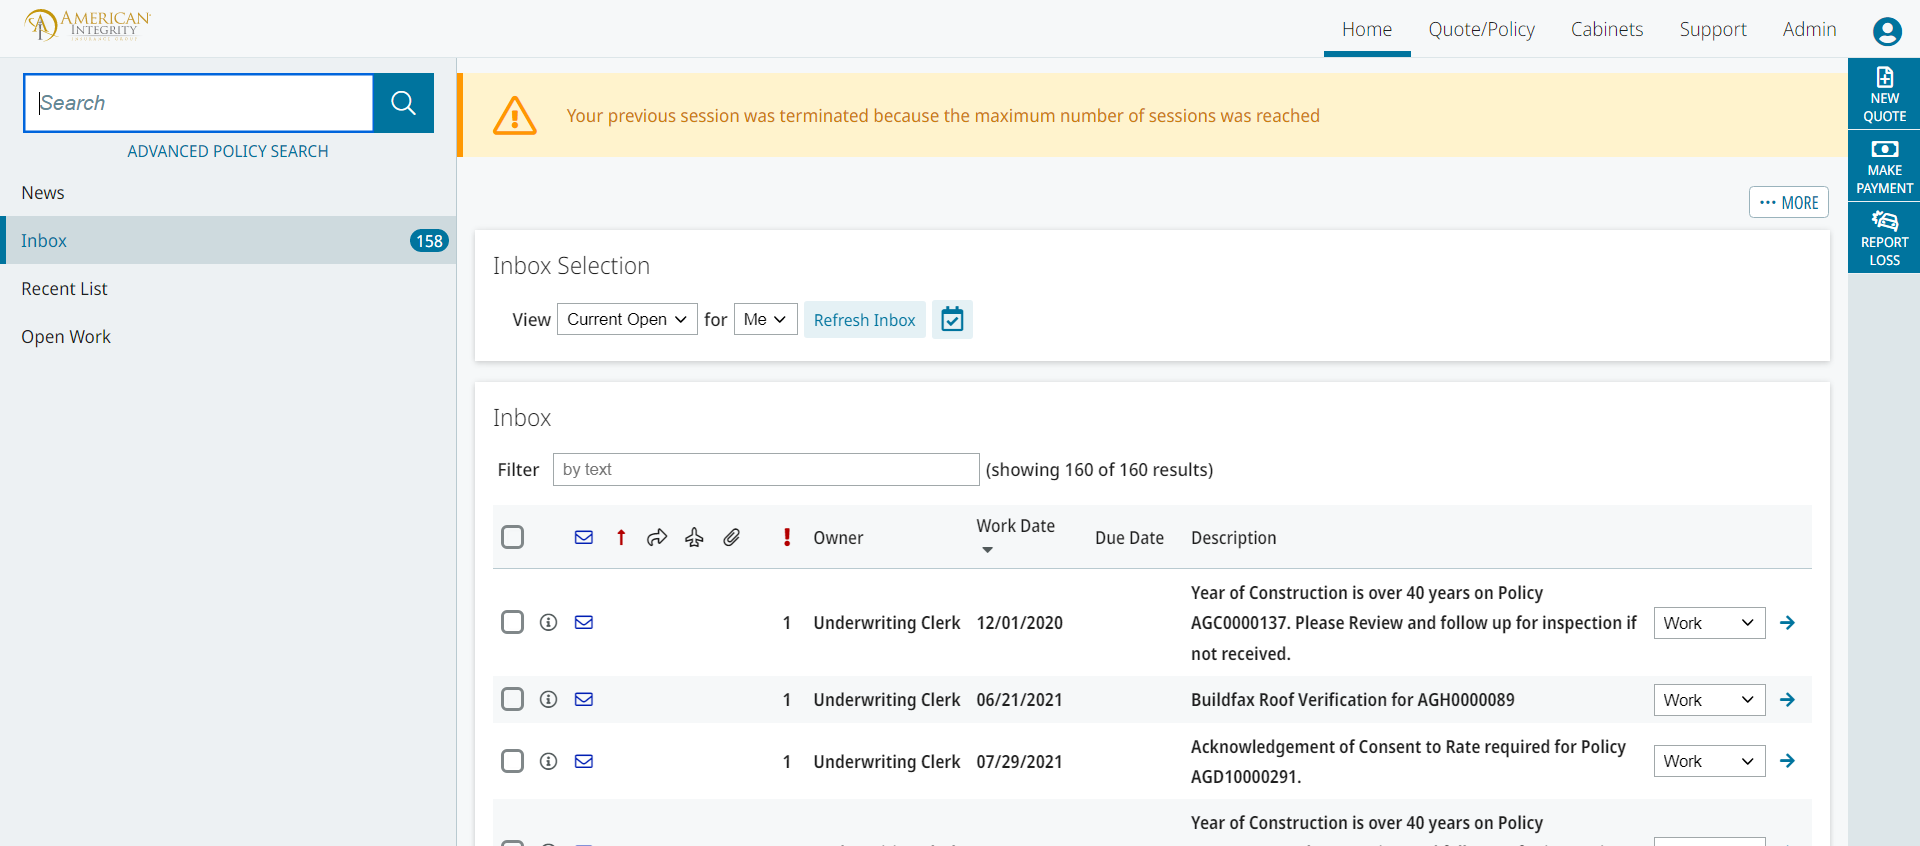 AMERICAN
INTEGRITY
INSURANCE GROUP
Home
Quote/Policy
Cabinets
Support
Admin
Search
ADVANCED POLICY SEARCH
News
Inbox
158
Recent List
Open Work
Your previous session was terminated because the maximum number of sessions was reached
NEW
QUOTE
MAKE
PAYMENT
REPORT
LOSS
··· MORE
Inbox Selection
View Current Open for Me Refresh Inbox
Inbox
Filter by text (showing 160 of 160 results)
! Owner Work Date Due Date Description
1 Underwriting Clerk 12/01/2020 Year of Construction is over 40 years on Policy
AGC0000137. Please Review and follow up for inspection if
not received.
Work
1 Underwriting Clerk 06/21/2021 Buildfax Roof Verification for AGH0000089 Work
1 Underwriting Clerk 07/29/2021 Acknowledgement of Consent to Rate required for Policy
AGD10000291.
Work
Year of Construction is over 40 years on Policy